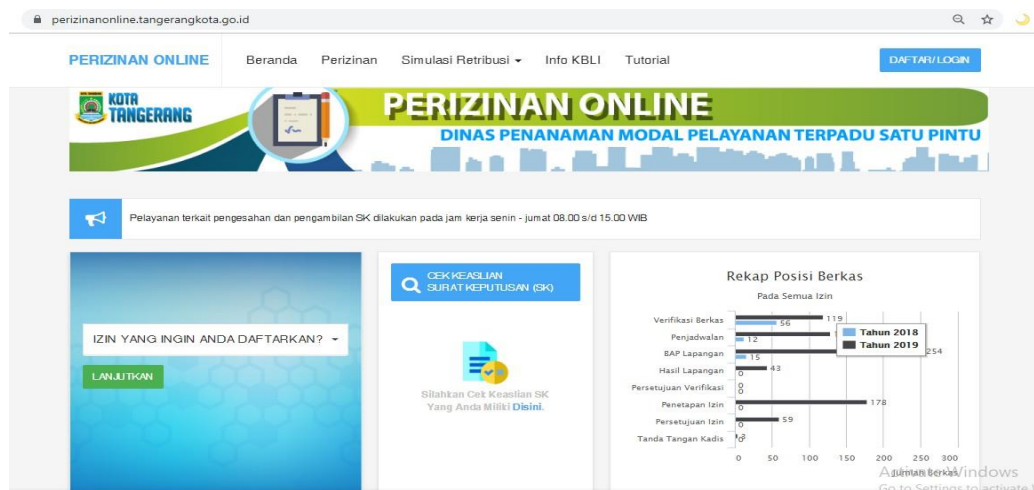 perizinanonline.tangerangkota.go.id
PERIZINAN ONLINE
Beranda
Perizinan
Simulasi Retribusi
Info KBLI
Tutorial
DAFTAR/LOGIN
KOTA
TANGERANG
PERIZINAN ONLINE
DINAS PENANAMAN MODAL PELAYANAN TERPADU SATU PINTU
Pelayanan terkait pengesahan dan pengambilan SK dilakukan pada jam kerja senin - jumat 08.00 s/d 15.00 WIB
IZIN YANG INGIN ANDA DAFTARKAN?
LANJUTKAN
CEK KEASLIAN
SURAT KEPUTUSAN (SK)
Silahkan Cek Keaslian SK
Yang Anda Miliki Disini.
Rekap Posisi Berkas
Pada Semua Izin
Verifikasi Berkas 119
56
Penjadwalan
12
BAP Lapangan 254
15
Hasil Lapangan 43
0
Persetujuan Verifikasi 0
0
Penetapan Izin 178
0
Persetujuan Izin 59
0
Tanda Tangan Kadis 3
0
Tahun 2018
Tahun 2019
0 50 100 150 200 250 300
Jumlah Berkas
Activate Windows
Go to Settings to activate